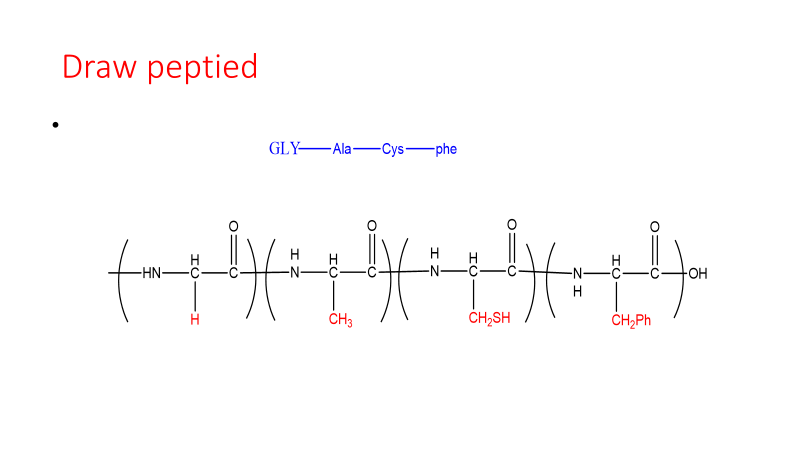 Draw peptied
•
GLY—Ala—Cys—phe
O O O O
H H H H H H
HN C C N C C N C C N C C OH
H
H CH₃ CH₂SH CH₂Ph